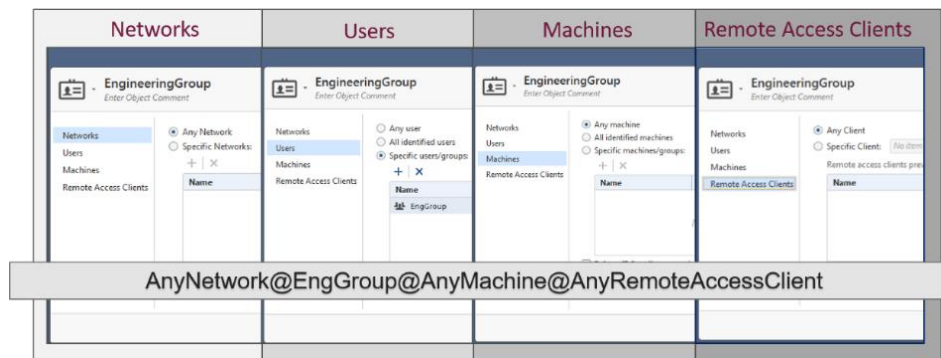 Networks
EngineeringGroup
Enter Object Comment
Networks
Users
Machines
Remote Access Clients
Any Network
Specific Networks:
Name
Users
EngineeringGroup
Enter Object Comment
Networks
Users
Machines
Remote Access Clients
Any user
All identified users
Specific users/groups:
Name
EngGroup
Machines
EngineeringGroup
Enter Object Comment
Networks
Users
Machines
Remote Access Clients
Any machine
All identified machines
Specific machines/groups:
Name
Remote Access Clients
EngineeringGroup
Enter Object Comment
Networks
Users
Machines
Remote Access Clients
Any Client
Specific Client:
Remote access clients
Name
AnyNetwork@EngGroup@AnyMachine@AnyRemoteAccessClient